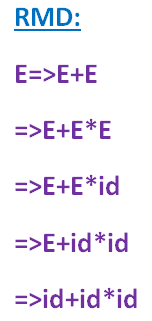 RMD:
E=>E+E
=>E+E*E
=>E+E*id
=>E+id*id
=>id+id*id